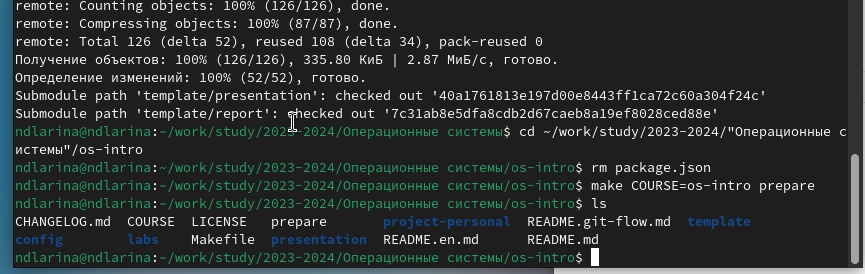 remote: Counting objects: 100% (126/126), done.
remote: Compressing objects: 100% (87/87), done.
remote: Total 126 (delta 52), reused 108 (delta 34), pack-reused 0
Получение объектов: 100% (126/126), 335.80 КиБ | 2.87 МиБ/с, готово.
Определение изменений: 100% (52/52), готово.
Submodule path 'template/presentation': checked out '40a1761813e197d00e8443ff1ca72c60a304f24c'
Submodule path 'template/report': checked out '7c31ab8e5dfa8cdb2d67caeb8a19ef8028ced88e'
ndlarina@ndlarina:~/work/study/2023-2024/Операционные системы$ cd ~/work/study/2023-2024/"Операционные с
истемы"/os-intro
ndlarina@ndlarina:~/work/study/2023-2024/Операционные системы/os-intro$ rm package.json
ndlarina@ndlarina:~/work/study/2023-2024/Операционные системы/os-intro$ make COURSE=os-intro prepare
ndlarina@ndlarina:~/work/study/2023-2024/Операционные системы/os-intro$ ls
CHANGELOG.md COURSE LICENSE prepare project-personal README.git-flow.md template
config labs Makefile presentation README.en.md README.md
ndlarina@ndlarina:~/work/study/2023-2024/Операционные системы/os-intro$